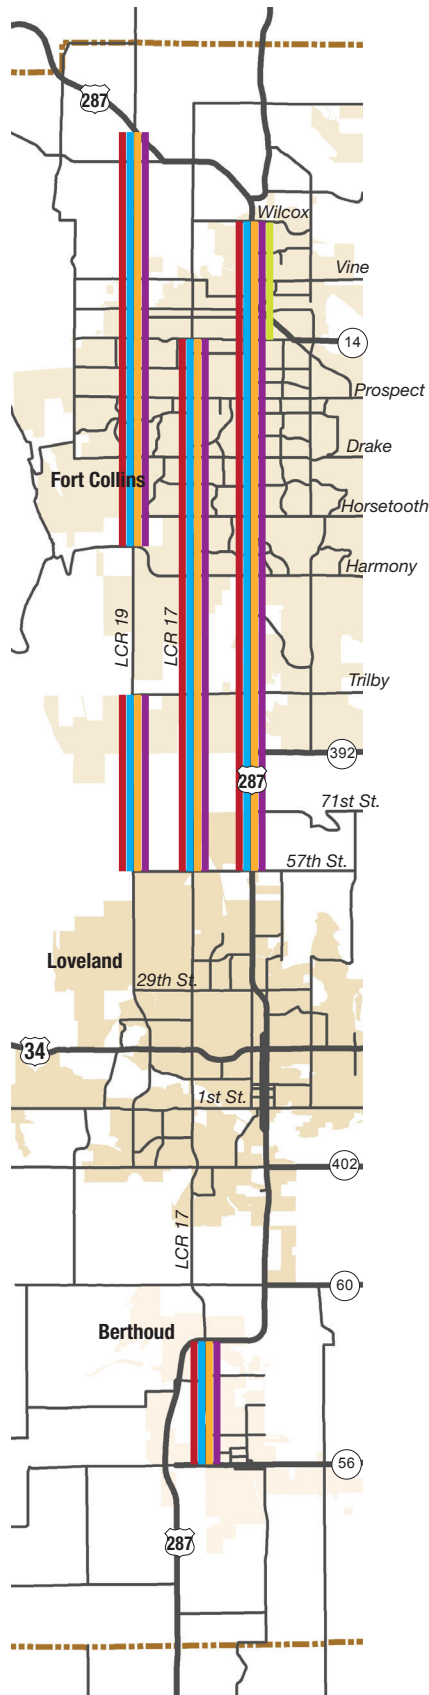 287
Wilcox
Vine
14
Prospect
Drake
Fort Collins
Horsetooth
Harmony
LCR 19
LCR 17
Trilby
392
287
71st St.
57th St.
Loveland
29th St.
34
1st St.
402
LCR 17
60
Berthoud
56
287